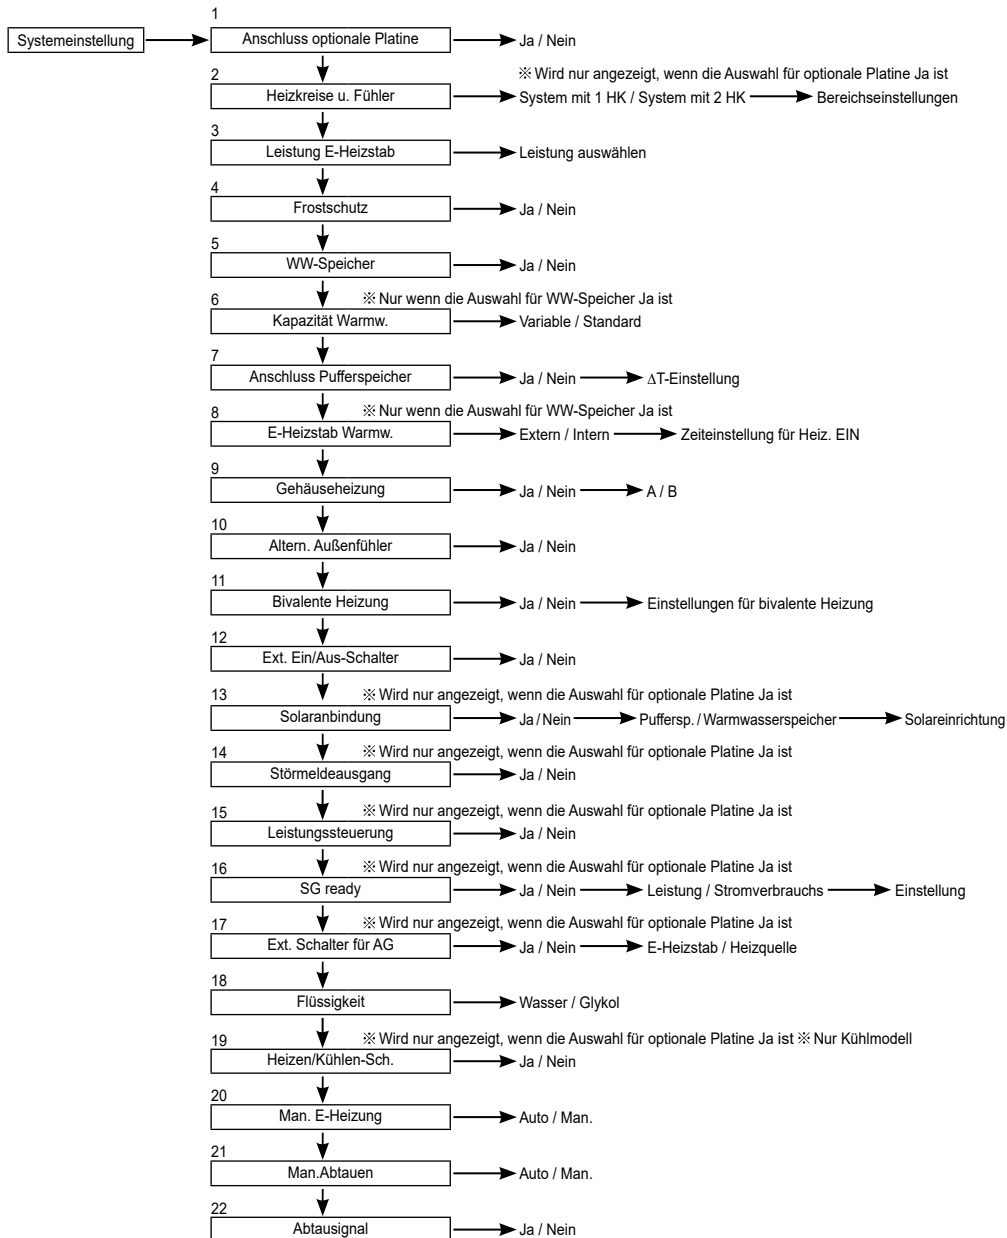 1
Systemeinstellung
Anschluss optionale Platine
Ja / Nein
2
※ Wird nur angezeigt, wenn die Auswahl für optionale Platine Ja ist
Heizkreise u. Fühler
System mit 1 HK / System mit 2 HK
Bereichseinstellungen
3
Leistung E-Heizstab
Leistung auswählen
4
Frostschutz
Ja / Nein
5
WW-Speicher
Ja / Nein
6
※ Nur wenn die Auswahl für WW-Speicher Ja ist
Kapazität Warmw.
Variable / Standard
7
Anschluss Pufferspeicher
Ja / Nein
ΔT-Einstellung
8
※ Nur wenn die Auswahl für WW-Speicher Ja ist
E-Heizstab Warmw.
Extern / Intern
Zeiteinstellung für Heiz. EIN
9
Gehäuseheizung
Ja / Nein
A / B
10
Altern. Außenfühler
Ja / Nein
11
Bivalente Heizung
Ja / Nein
Einstellungen für bivalente Heizung
12
Ext. Ein/Aus-Schalter
Ja / Nein
13
※ Wird nur angezeigt, wenn die Auswahl für optionale Platine Ja ist
Solaranbindung
Ja / Nein
Puffersp. / Warmwasserspeicher
Solareinrichtung
14
※ Wird nur angezeigt, wenn die Auswahl für optionale Platine Ja ist
Störmeldeausgang
Ja / Nein
15
※ Wird nur angezeigt, wenn die Auswahl für optionale Platine Ja ist
Leistungssteuerung
Ja / Nein
16
※ Wird nur angezeigt, wenn die Auswahl für optionale Platine Ja ist
SG ready
Ja / Nein
Leistung / Stromverbrauchs
Einstellung
17
※ Wird nur angezeigt, wenn die Auswahl für optionale Platine Ja ist
Ext. Schalter für AG
Ja / Nein
E-Heizstab / Heizquelle
18
Flüssigkeit
Wasser / Glykol
19
※ Wird nur angezeigt, wenn die Auswahl für optionale Platine Ja ist ※ Nur Kühlmodell
Heizen/Kühlen-Sch.
Ja / Nein
20
Man. E-Heizung
Auto / Man.
21
Man.Abtauen
Auto / Man.
22
Abtausignal
Ja / Nein